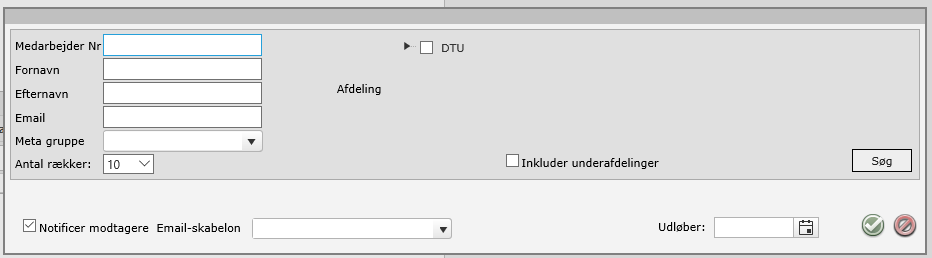 Medarbejder Nr
DTU
Fornavn
Efternavn
Afdeling
Email
Meta gruppe
Antal rækker: 10
Inkluder underafdelinger
Søg
Notificer modtagere Email-skabelon
Udløber: